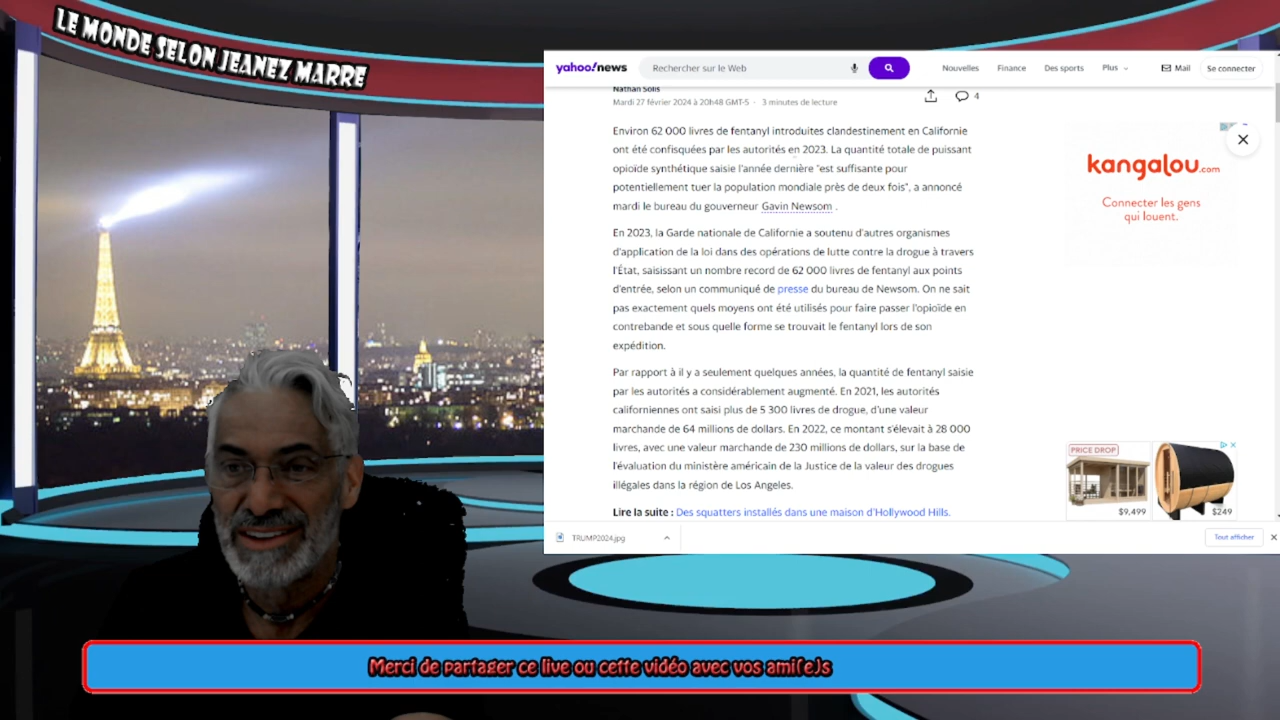 LE MONDE SELON JEANEZ MARRE
yahoo!news
Rechercher sur le Web
Nouvelles
Finance
Des sports
Plus
Mail
Se connecter
Nathan Solis
Mardi 27 février 2024 à 20h48 GMT-5 · 3 minutes de lecture
4
Environ 62 000 livres de fentanyl introduites clandestinement en Californie
ont été confisquées par les autorités en 2023. La quantité totale de puissant
opioïde synthétique saisie l'année dernière "est suffisante pour
potentiellement tuer la population mondiale près de deux fois", a annoncé
mardi le bureau du gouverneur Gavin Newsom .
En 2023, la Garde nationale de Californie a soutenu d'autres organismes
d'application de la loi dans des opérations de lutte contre la drogue à travers
l'État, saisissant un nombre record de 62 000 livres de fentanyl aux points
d'entrée, selon un communiqué de presse du bureau de Newsom. On ne sait
pas exactement quels moyens ont été utilisés pour faire passer l'opioïde en
contrebande et sous quelle forme se trouvait le fentanyl lors de son
expédition.
Par rapport à il y a seulement quelques années, la quantité de fentanyl saisie
par les autorités a considérablement augmenté. En 2021, les autorités
californiennes ont saisi plus de 5 300 livres de drogue, d'une valeur
marchande de 64 millions de dollars. En 2022, ce montant s'élevait à 28 000
livres, avec une valeur marchande de 230 millions de dollars, sur la base de
l'évaluation du ministère américain de la Justice de la valeur des drogues
illégales dans la région de Los Angeles.
Lire la suite : Des squatters installés dans une maison d'Hollywood Hills.
kangalou.com
Connecter les gens
qui louent.
PRICE DROP
$9,499
$249
TRUMP2024.jpg
Tout afficher
Merci de partager ce live ou cette vidéo avec vos ami(e)s